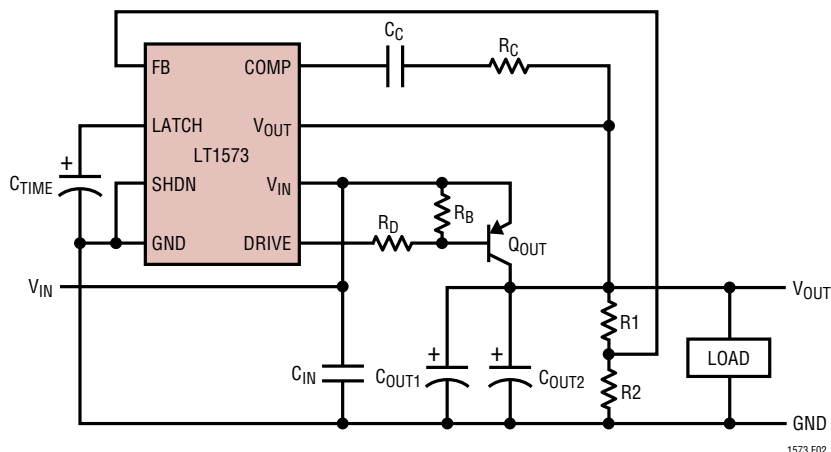 C_C
R_C
FB
COMP
LATCH
V_OUT
LT1573
C_TIME
+
SHDN
V_IN
R_B
R_D
Q_OUT
GND
DRIVE
V_IN
V_OUT
R1
C_IN
C_OUT1
+
C_OUT2
+
LOAD
R2
GND
1573 F02